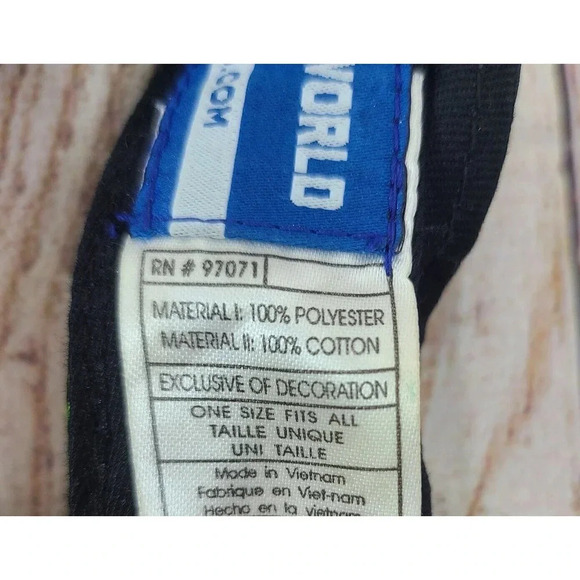 WORLD
.COM
RN # 97071
MATERIAL I: 100% POLYESTER
MATERIAL II: 100% COTTON
EXCLUSIVE OF DECORATION
ONE SIZE FITS ALL
TAILLE UNIQUE
UNI TAILLE
Made in Vietnam
Fabrique en Viet-nam
Hecho en la Vietnam